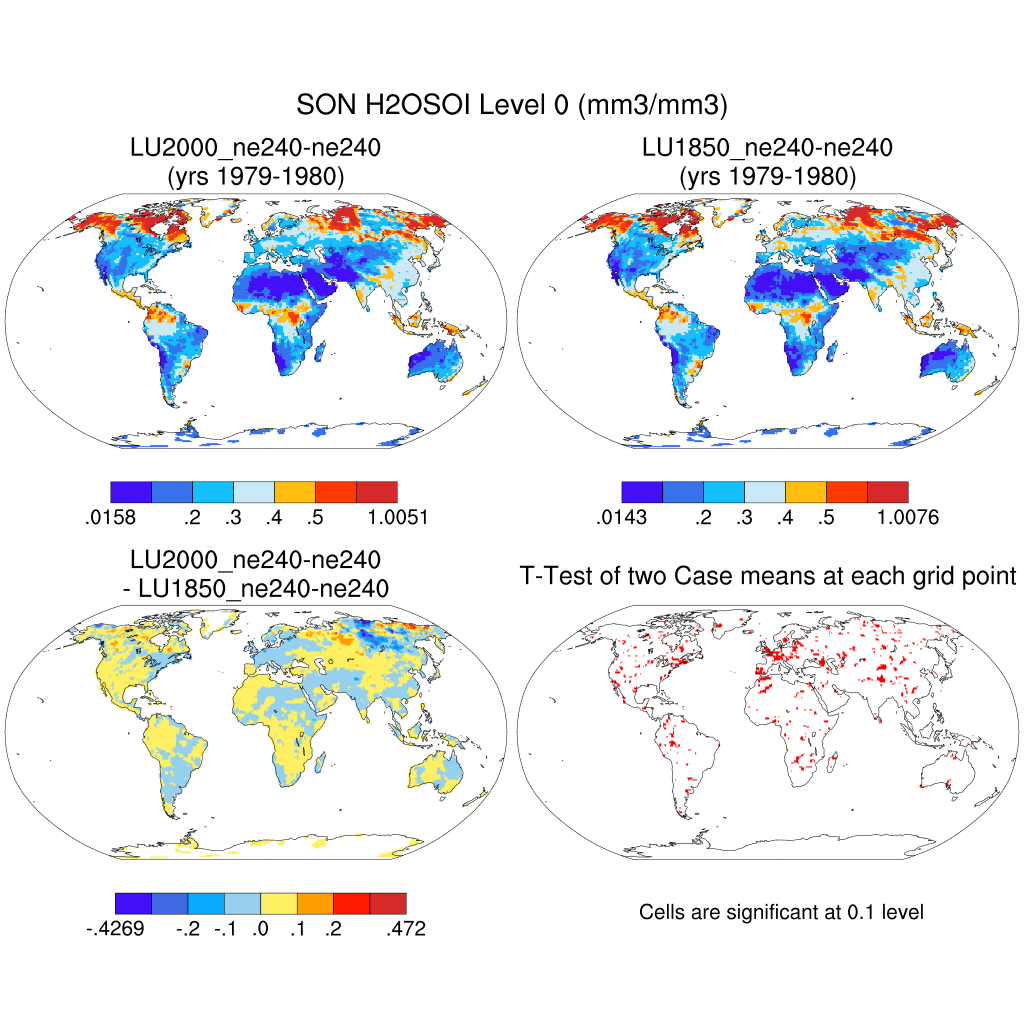 SON H2OSOI Level 0 (mm3/mm3)
LU2000_ne240-ne240
(yrs 1979-1980)
LU1850_ne240-ne240
(yrs 1979-1980)
.0158 .2 .3 .4 .5 1.0051
.0143 .2 .3 .4 .5 1.0076
LU2000_ne240-ne240
- LU1850_ne240-ne240
T-Test of two Case means at each grid point
-.4269 -.2 -.1 .0 .1 .2 .472
Cells are significant at 0.1 level